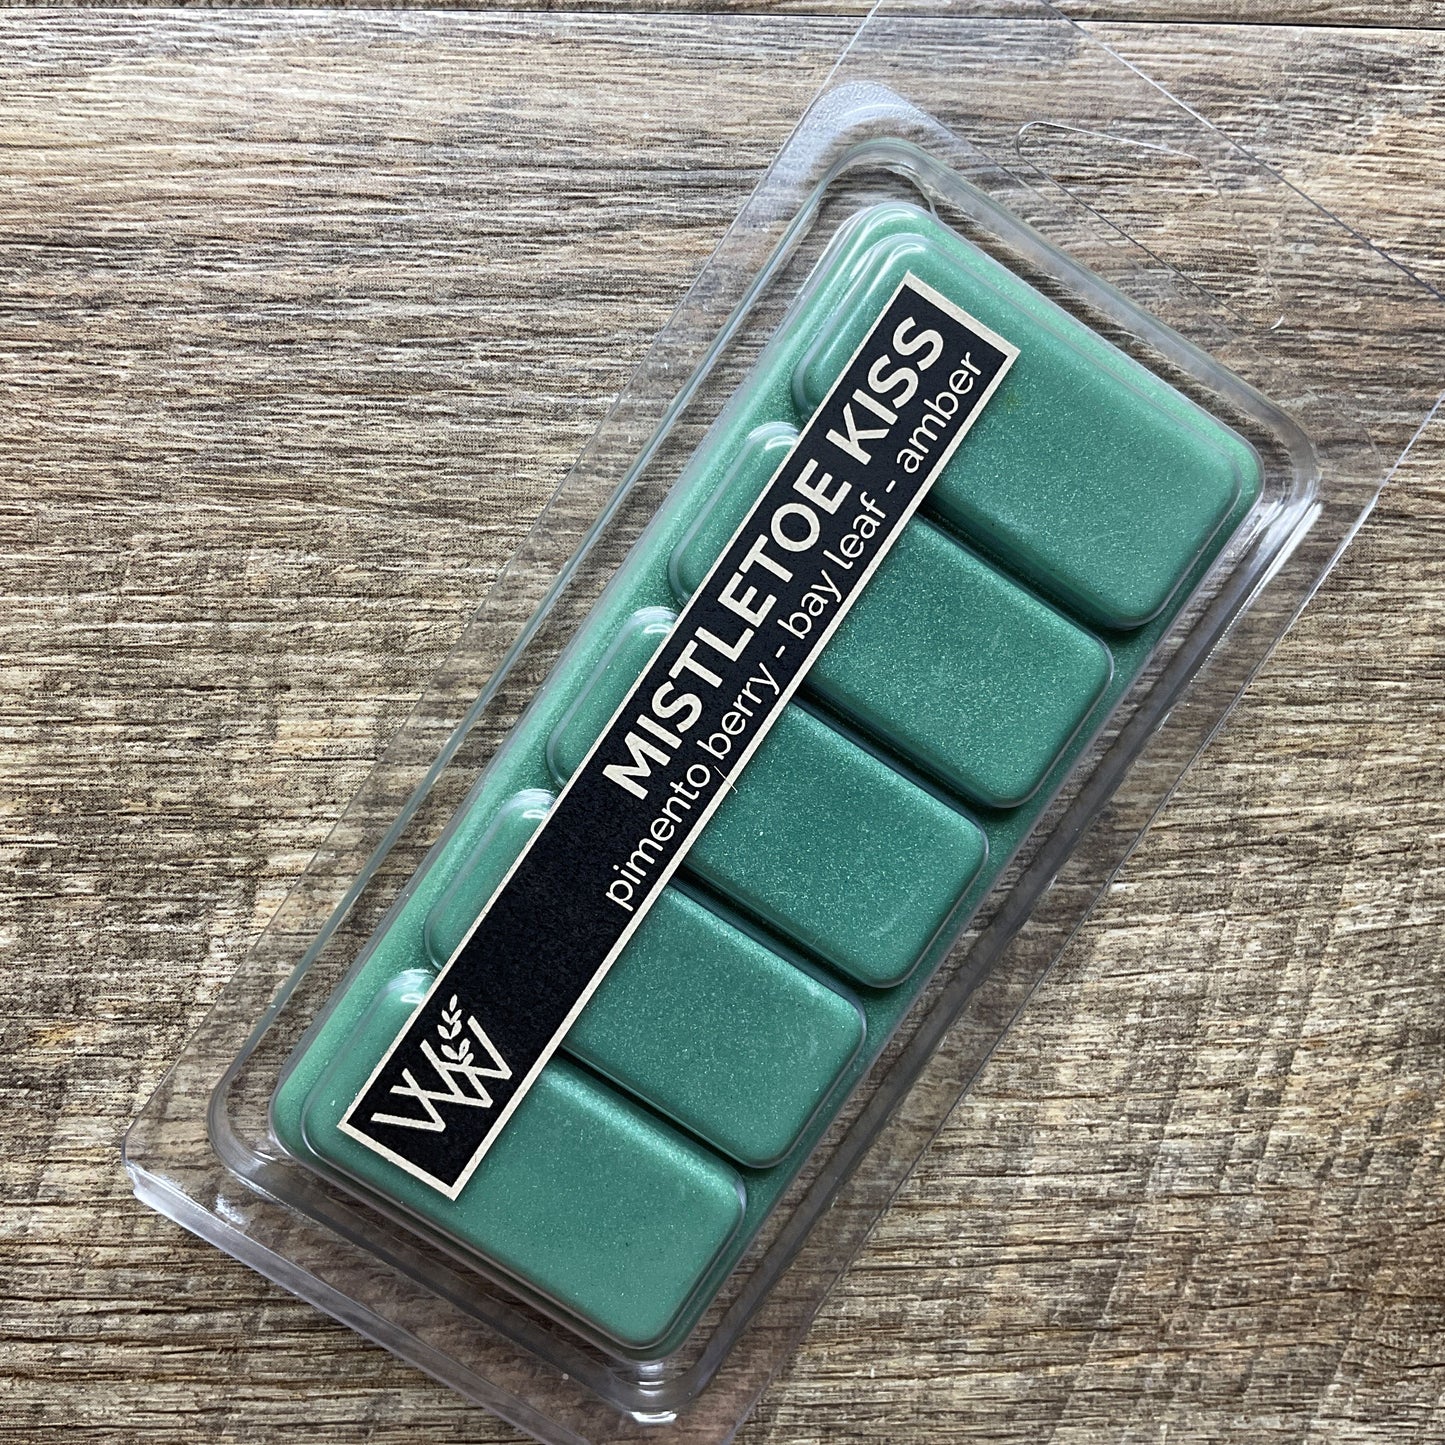 MISTLETOE KISS
pimento berry - bay leaf - amber